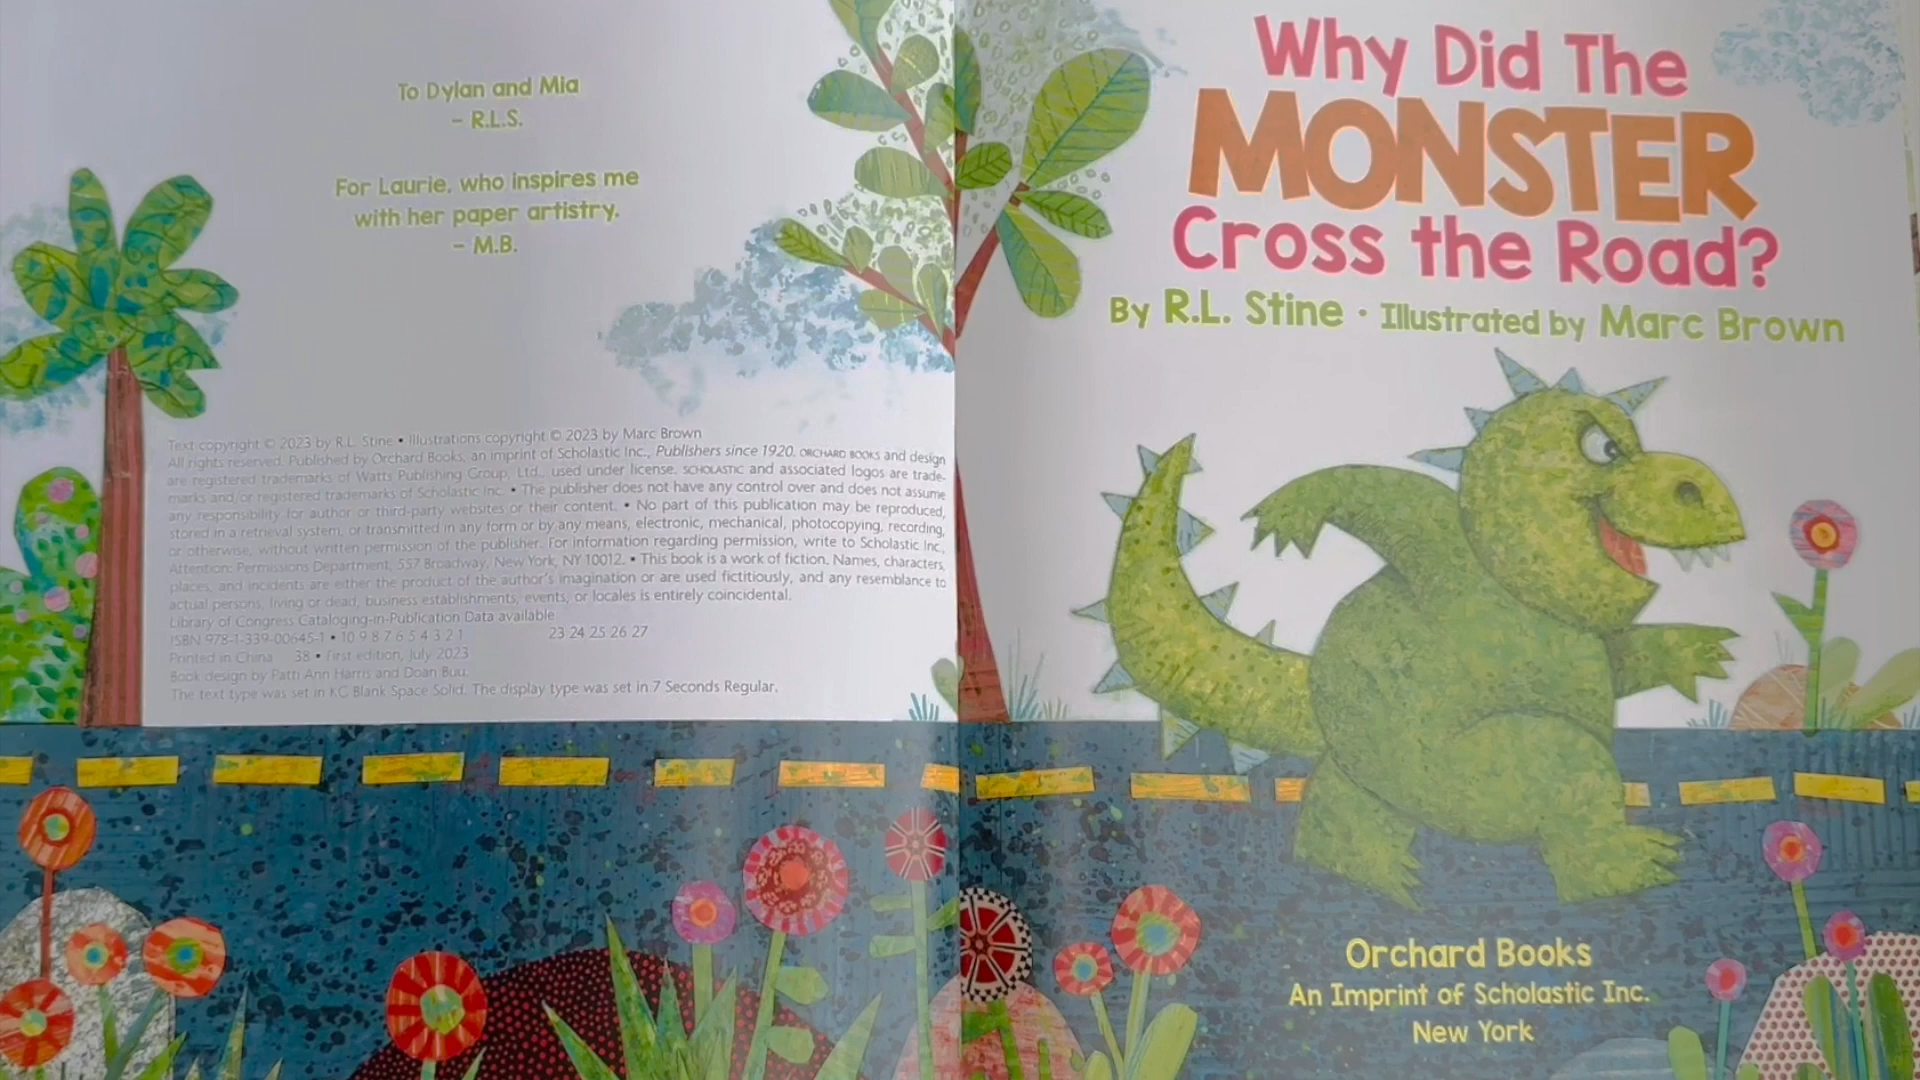 To Dylan and Mia
– R.L.S.
For Laurie, who inspires me
with her paper artistry.
– M.B.
Text copyright © 2023 by R.L. Stine • Illustrations copyright © 2023 by Marc Brown
All rights reserved. Published by Orchard Books, an imprint of Scholastic Inc., Publishers since 1920. ORCHARD BOOKS and design
are registered trademarks of Watts Publishing Group, Ltd., used under license. SCHOLASTIC and associated logos are trade-
marks and/or registered trademarks of Scholastic Inc. • The publisher does not have any control over and does not assume
any responsibility for author or third-party websites or their content. • No part of this publication may be reproduced,
stored in a retrieval system, or transmitted in any form or by any means, electronic, mechanical, photocopying, recording,
or otherwise, without written permission of the publisher. For information regarding permission, write to Scholastic Inc.,
Attention: Permissions Department, 557 Broadway, New York, NY 10012. • This book is a work of fiction. Names, characters,
places, and incidents are either the product of the author's imagination or are used fictitiously, and any resemblance to
actual persons, living or dead, business establishments, events, or locales is entirely coincidental.
Library of Congress Cataloging-in-Publication Data available
ISBN 978-1-339-00645-1 • 10 9 8 7 6 5 4 3 2 1 23 24 25 26 27
Printed in China 38 • First edition, July 2023
Book design by Patti Ann Harris and Doan Buu.
The text type was set in KG Blank Space Solid. The display type was set in 7 Seconds Regular.
Why Did The
MONSTER
Cross the Road?
By R.L. Stine • Illustrated by Marc Brown
Orchard Books
An Imprint of Scholastic Inc.
New York